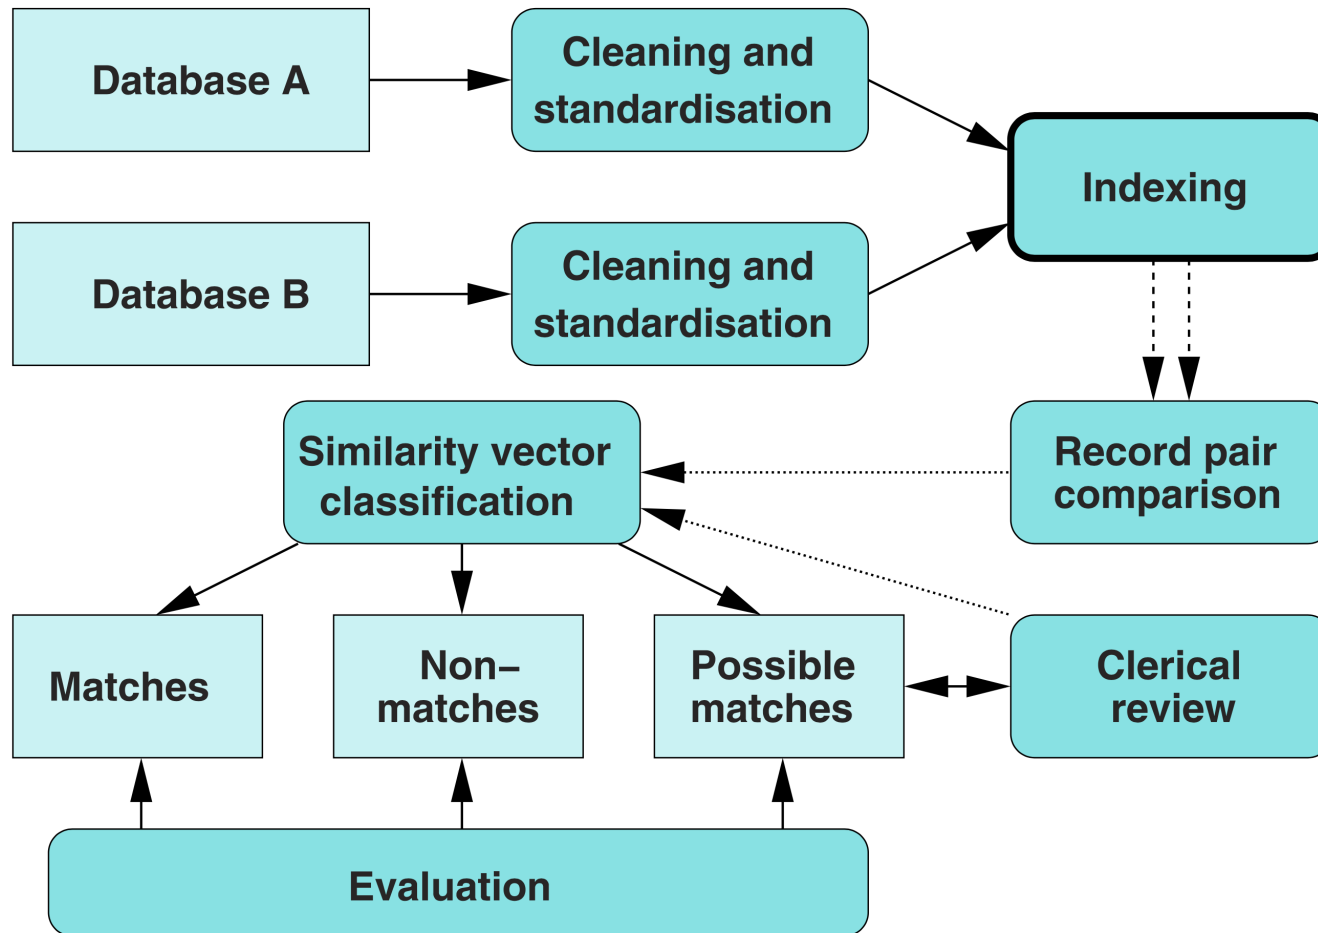 Database A
Cleaning and
standardisation
Indexing
Database B
Cleaning and
standardisation
Similarity vector
classification
Record pair
comparison
Matches
Non–
matches
Possible
matches
Clerical
review
Evaluation